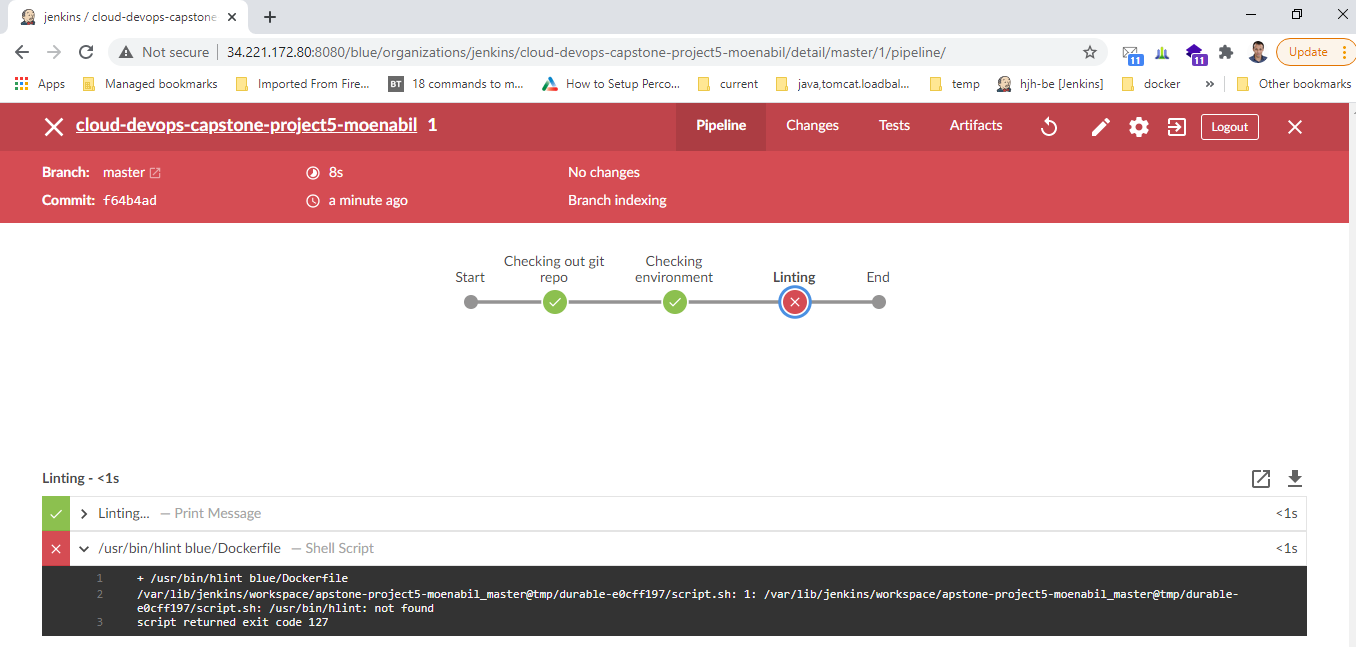 jenkins / cloud-devops-capstone
Not secure 34.221.172.80:8080/blue/organizations/jenkins/cloud-devops-capstone-project5-moenabil/detail/master/1/pipeline/ 11 11 Update
Apps Managed bookmarks Imported From Fire... BT 18 commands to m... How to Setup Perco... current java,tomcat.loadbal... temp hjh-be [Jenkins] docker » Other bookmarks
cloud-devops-capstone-project5-moenabil 1 Pipeline Changes Tests Artifacts Logout
Branch: master 8s No changes
Commit: f64b4ad a minute ago Branch indexing
Checking out git Checking
Start repo environment Linting End
Linting - <1s
Linting... — Print Message <1s
/usr/bin/hlint blue/Dockerfile — Shell Script <1s
1 + /usr/bin/hlint blue/Dockerfile
2 /var/lib/jenkins/workspace/apstone-project5-moenabil_master@tmp/durable-e0cff197/script.sh: 1: /var/lib/jenkins/workspace/apstone-project5-moenabil_master@tmp/durable-
e0cff197/script.sh: /usr/bin/hlint: not found
3 script returned exit code 127